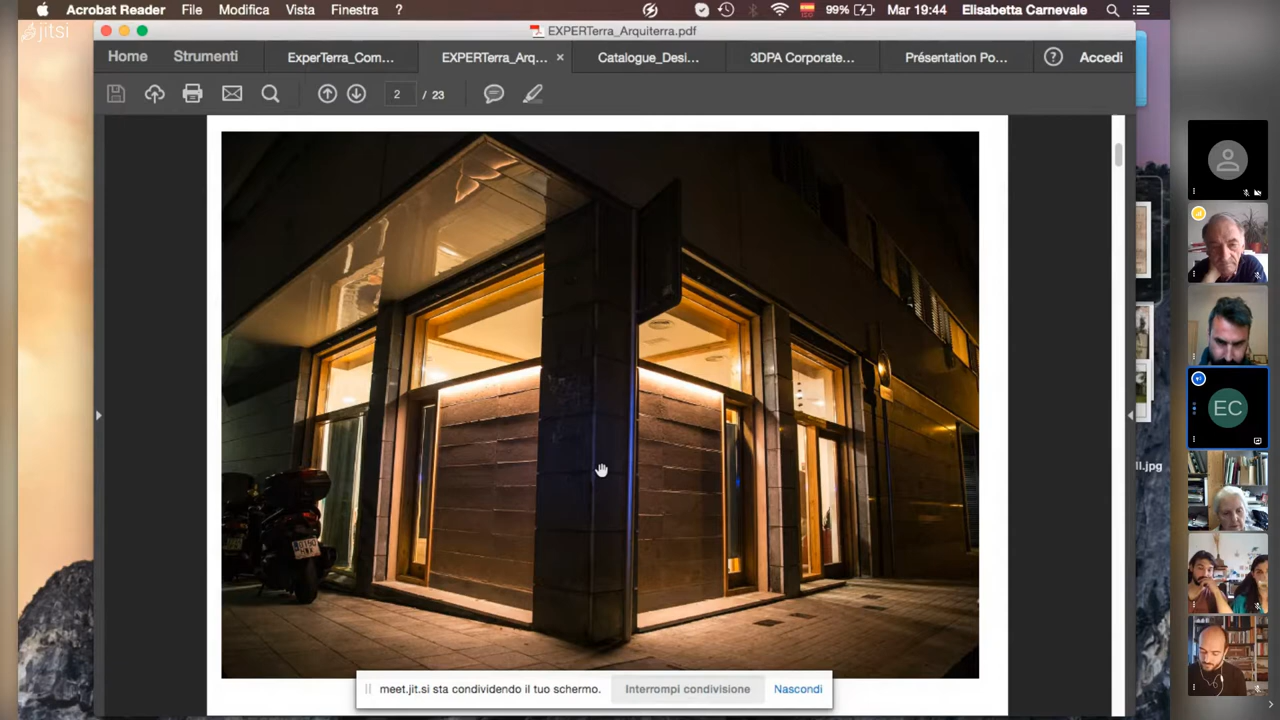 jitsi
Acrobat Reader File Modifica Vista Finestra ?
99% Mar 19:44 Elisabetta Carnevale
EXPERTerra_Arquiterra.pdf
Home Strumenti ExperTerra_Com... EXPERTerra_Arq... × Catalogue_Desi... 3DPA Corporate... Présentation Po... ? Accedi
2 / 23
EC
ll.jpg
meet.jit.si sta condividendo il tuo schermo. Interrompi condivisione Nascondi